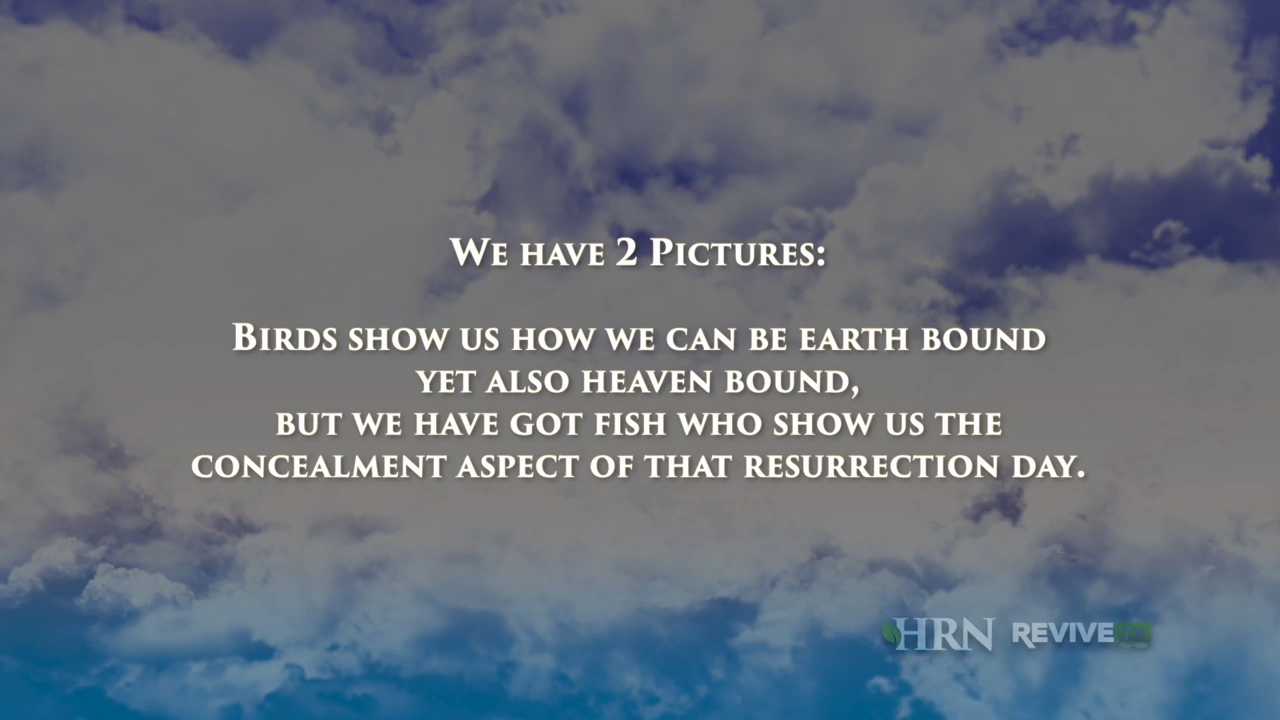 We have 2 Pictures:
Birds show us how we can be earth bound
yet also heaven bound,
but we have got fish who show us the
concealment aspect of that resurrection day.
HRN REVIVE